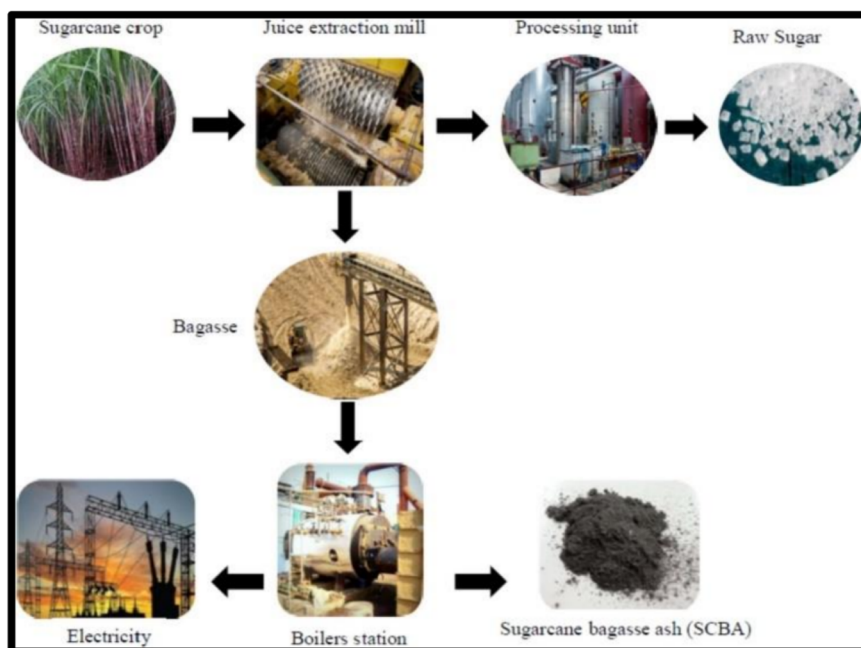 Sugarcane crop
Juice extraction mill
Processing unit
Raw Sugar
Bagasse
Electricity
Boilers station
Sugarcane bagasse ash (SCBA)